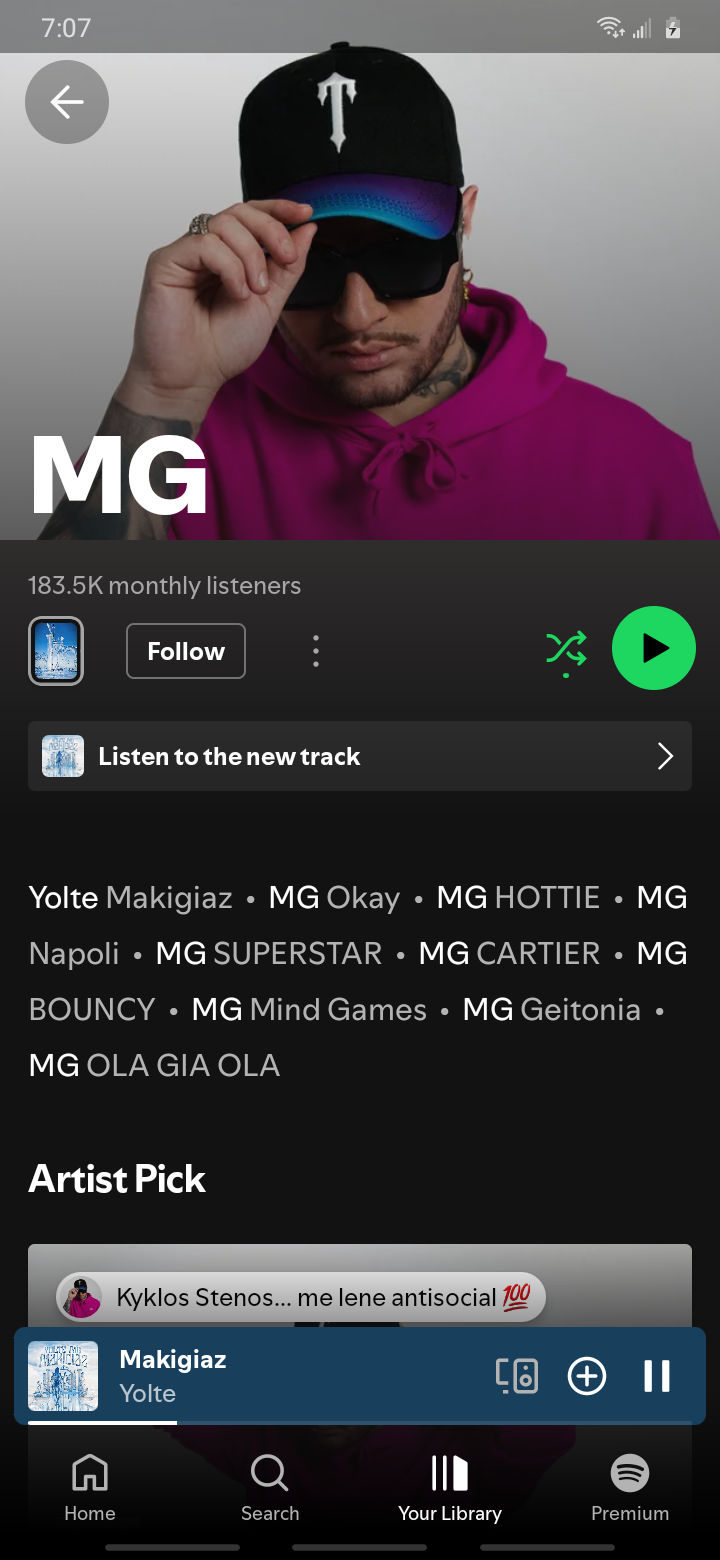 7:07
T
MG
183.5K monthly listeners
Follow
Listen to the new track
Yolte Makigiaz • MG Okay • MG HOTTIE • MG
Napoli • MG SUPERSTAR • MG CARTIER • MG
BOUNCY • MG Mind Games • MG Geitonia •
MG OLA GIA OLA
Artist Pick
Kyklos Stenos... me lene antisocial 💯
Makigiaz
Yolte
Home
Search
Your Library
Premium